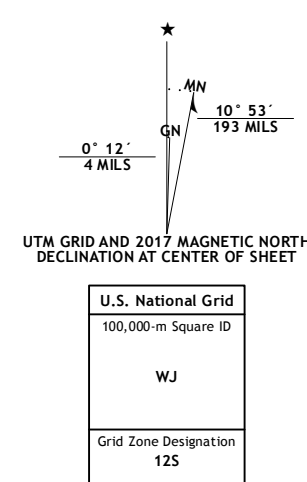 ★
MN
GN
10° 53´
193 MILS
0° 12´
4 MILS
UTM GRID AND 2017 MAGNETIC NORTH
DECLINATION AT CENTER OF SHEET
U.S. National Grid
100,000-m Square ID
WJ
Grid Zone Designation
12S